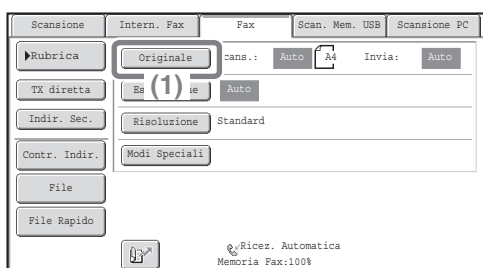 Scansione Intern. Fax Fax Scan. Mem. USB Scansione PC
Rubrica Originale cans.: Auto A4 Invia: Auto
TX diretta Es (1) e Auto
Indir. Sec. Risoluzione Standard
Contr. Indir. Modi Speciali
File
File Rapido
Ricez. Automatica
Memoria Fax:100%